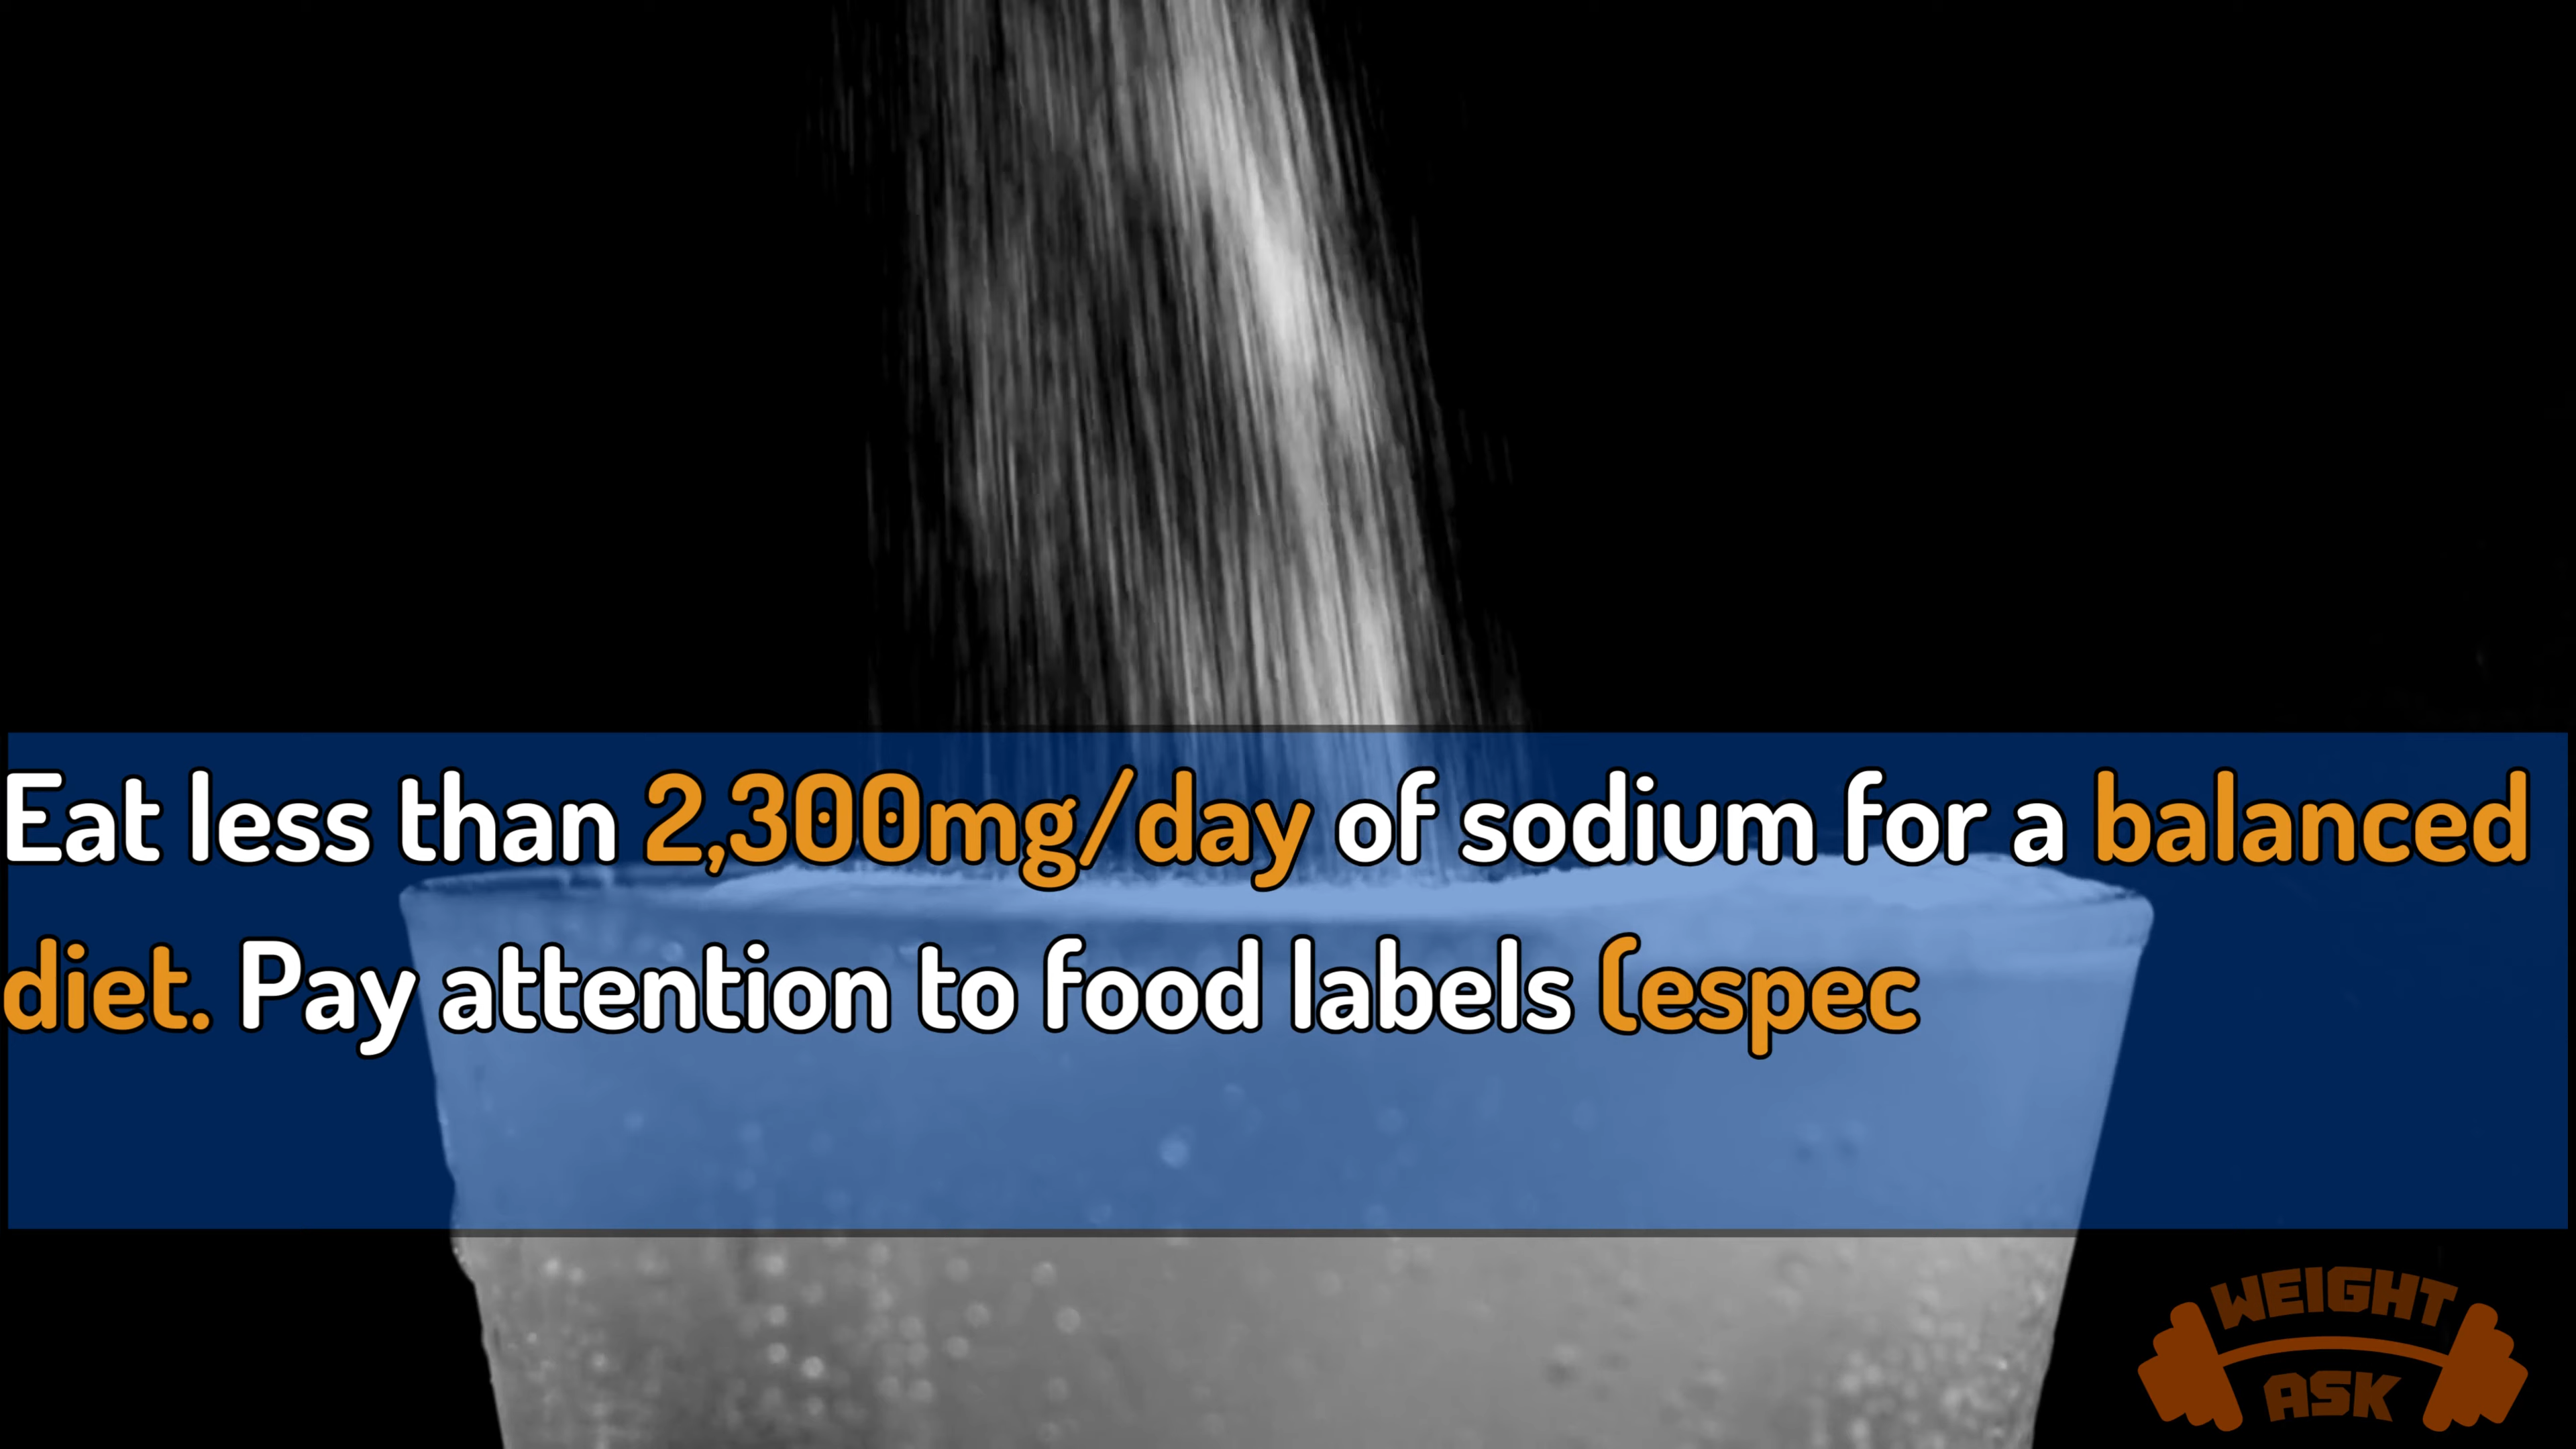 Eat less than 2,300mg/day of sodium for a balanced
diet. Pay attention to food labels (espec
WEIGHT
ASK